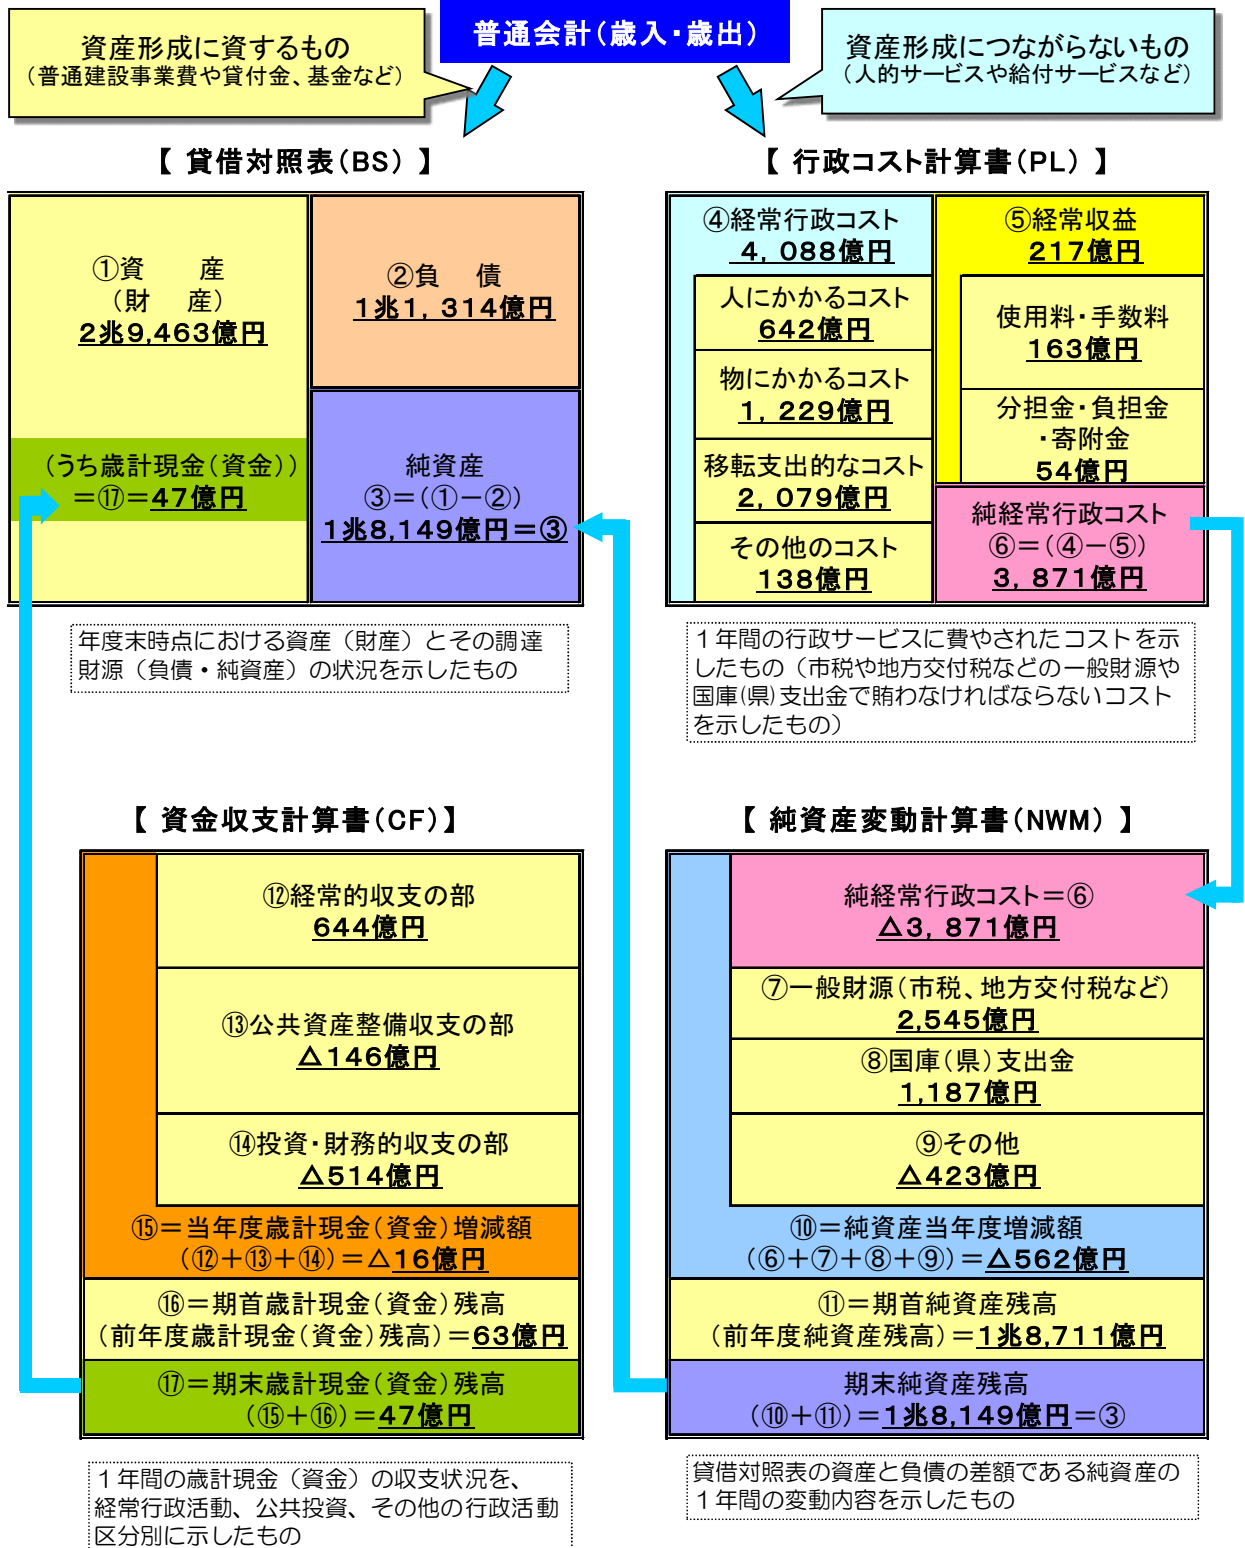 普通会計（歳入・歳出）
資産形成に資するもの
（普通建設事業費や貸付金、基金など）
資産形成につながらないもの
（人的サービスや給付サービスなど）
【 貸借対照表（BS） 】
①資　　産
（財　　産）
２兆９，４６３億円
（うち歳計現金（資金））
＝⑰＝４７億円
②負　　債
１兆１，３１４億円
純資産
③＝（①－②）
１兆８，１４９億円＝③
年度末時点における資産（財産）とその調達
財源（負債・純資産）の状況を示したもの
【 行政コスト計算書（PL） 】
④経常行政コスト
４，０８８億円
人にかかるコスト
６４２億円
物にかかるコスト
１，２２９億円
移転支出的なコスト
２，０７９億円
その他のコスト
１３８億円
⑤経常収益
２１７億円
使用料・手数料
１６３億円
分担金・負担金
・寄附金
５４億円
純経常行政コスト
⑥＝（④－⑤）
３，８７１億円
１年間の行政サービスに費やされたコストを示
したもの（市税や地方交付税などの一般財源や
国庫(県)支出金で賄わなければならないコスト
を示したもの）
【 資金収支計算書（CF）】
⑫経常的収支の部
６４４億円
⑬公共資産整備収支の部
△１４６億円
⑭投資・財務的収支の部
△５１４億円
⑮＝当年度歳計現金（資金）増減額
（⑫＋⑬＋⑭）＝△１６億円
⑯＝期首歳計現金（資金）残高
（前年度歳計現金（資金）残高）＝６３億円
⑰＝期末歳計現金（資金）残高
（⑮＋⑯）＝４７億円
１年間の歳計現金（資金）の収支状況を、
経常行政活動、公共投資、その他の行政活動
区分別に示したもの
【 純資産変動計算書（NWM） 】
純経常行政コスト＝⑥
△３，８７１億円
⑦一般財源（市税、地方交付税など）
２，５４５億円
⑧国庫（県）支出金
１，１８７億円
⑨その他
△４２３億円
⑩＝純資産当年度増減額
（⑥＋⑦＋⑧＋⑨）＝△５６２億円
⑪＝期首純資産残高
（前年度純資産残高）＝１兆８，７１１億円
期末純資産残高
（⑩＋⑪）＝１兆８，１４９億円＝③
貸借対照表の資産と負債の差額である純資産の
１年間の変動内容を示したもの